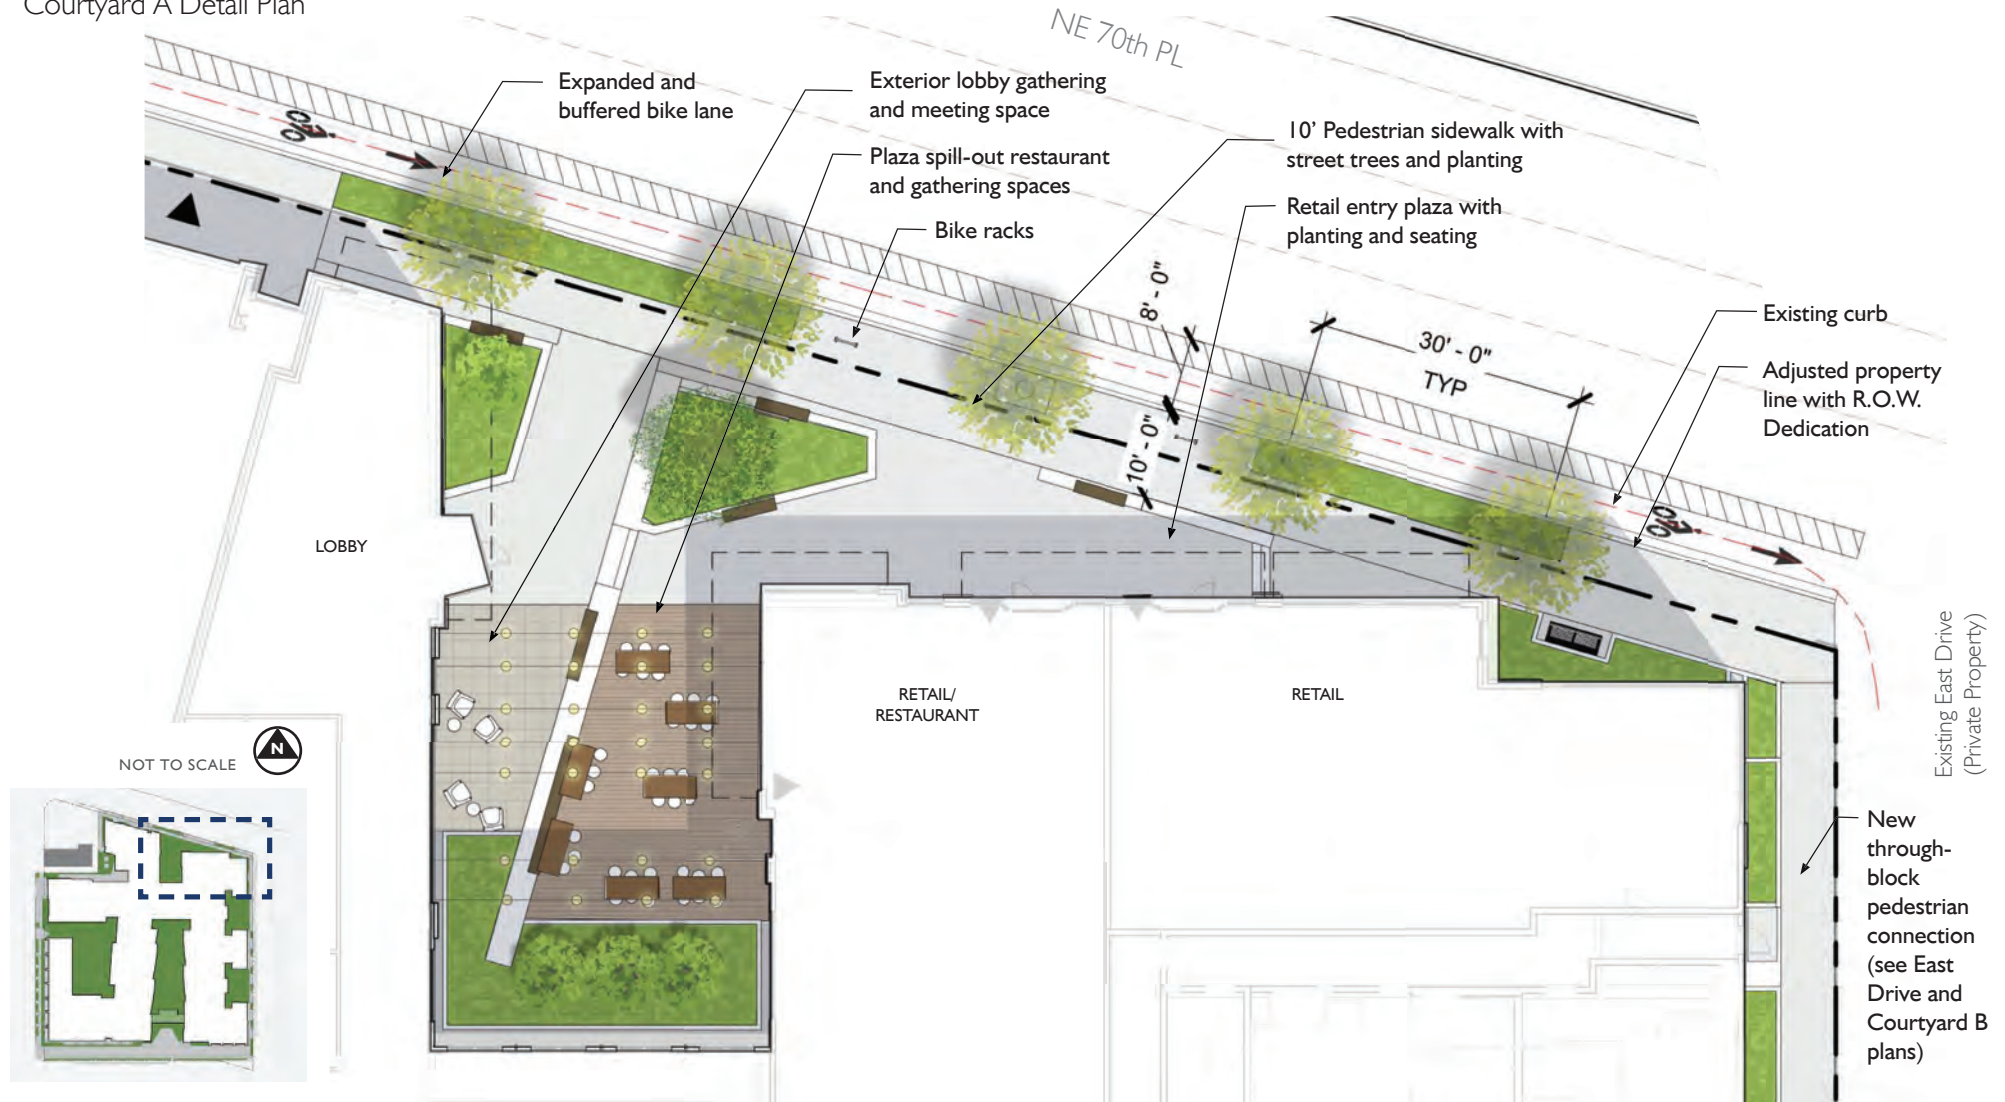 Courtyard A Detail Plan
NE 70th PL
Expanded and
buffered bike lane
Exterior lobby gathering
and meeting space
Plaza spill-out restaurant
and gathering spaces
Bike racks
10’ Pedestrian sidewalk with
street trees and planting
Retail entry plaza with
planting and seating
8' - 0"
30' - 0"
TYP
10' - 0"
Existing curb
Adjusted property
line with R.O.W.
Dedication
LOBBY
RETAIL/
RESTAURANT
RETAIL
Existing East Drive
(Private Property)
NOT TO SCALE
N
New
through-
block
pedestrian
connection
(see East
Drive and
Courtyard B
plans)